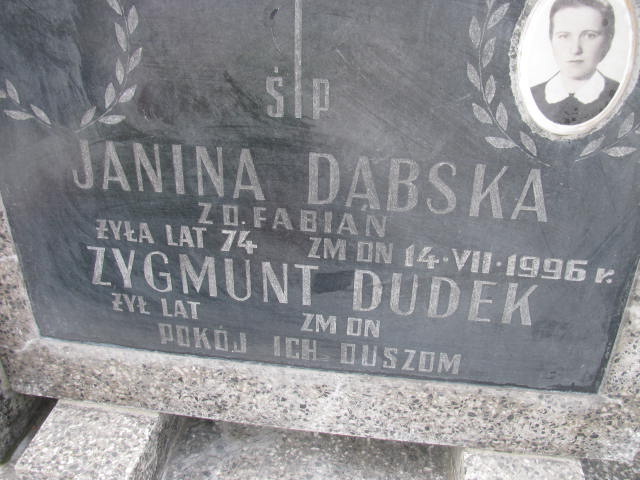 ŚP
JANINA DĄBSKA
Z D. FABIAN
ŻYŁA LAT 74 ZM DN 14·VII·1996 r.
ZYGMUNT DUDEK
ŻYŁ LAT ZM DN
POKÓJ ICH DUSZOM